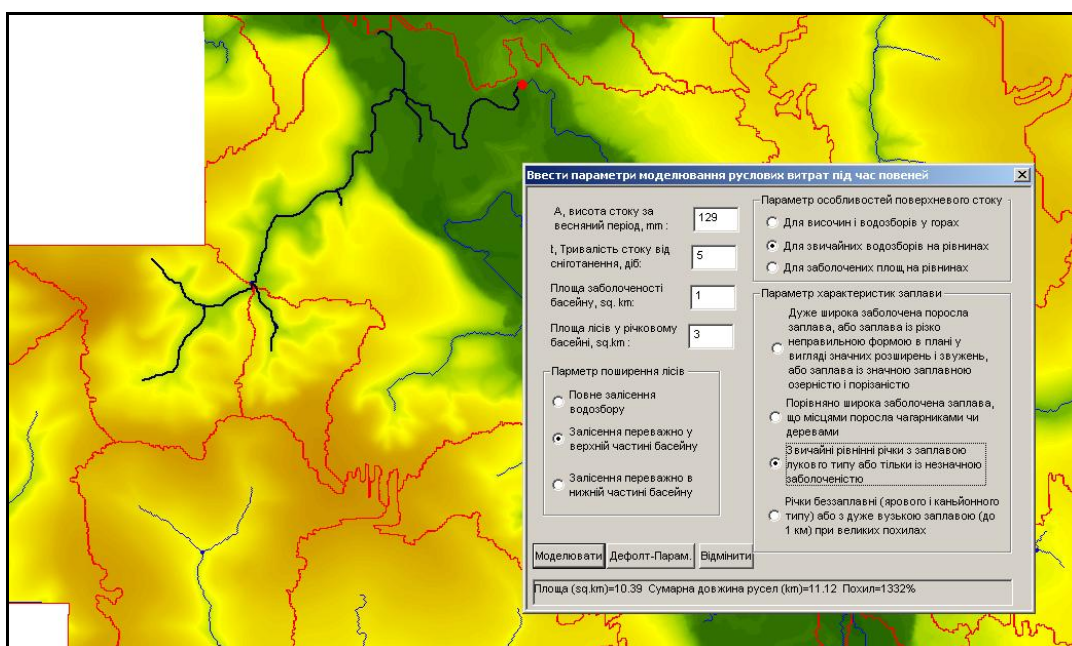 Ввести параметри моделювання руслових витрат під час повеней
А, висота стоку за
весняний період, mm :
129
t, Тривалість стоку від
сніготанення, діб:
5
Площа заболоченості
басейну, sq. km:
1
Площа лісів у річковому
басейні, sq.km :
3
Парметр поширення лісів
Повне залісення
водозбору
Залісення переважно у
верхній частині басейну
Залісення переважно в
нижній частині басейну
Параметр особливостей поверхневого стоку
Для височин і водозборів у горах
Для звичайних водозборів на рівнинах
Для заболочених площ на рівнинах
Параметр характеристик заплави
Дуже широка заболочена поросла
заплава, або заплава із різко
неправильною формою в плані у
вигляді значних розширень і звужень,
або заплава із значною заплавною
озерністю і порізаністю
Порівняно широка заболочена заплава,
що місцями поросла чагарниками чи
деревами
Звичайні рівнинні річки з заплавою
лукового типу або тільки із незначною
заболоченістю
Річки беззаплавні (ярового і каньйонного
типу) або з дуже вузькою заплавою (до
1 км) при великих похилах
Моделювати Дефолт-Парам. Відмінити
Площа (sq.km)=10.39 Сумарна довжина русел (km)=11.12 Похил=1332%